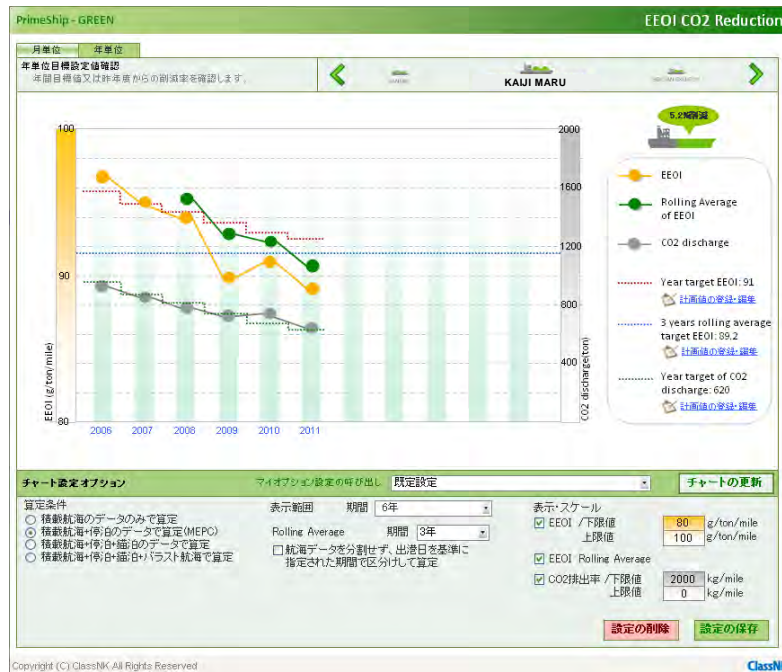 PrimeShip - GREEN
EEOI CO2 Reduction
月単位
年単位
年単位目標設定値確認
年間目標値又は昨年度からの削減率を確認します。
KAIJI MARU
5.2%削減
100
90
80
EEOI (g/ton/mile)
2000
1600
1200
800
400
CO2 discharge(ton)
2006 2007 2008 2009 2010 2011
EEOI
Rolling Average
of EEOI
CO2 discharge
Year target EEOI: 91
計画値の登録・編集
3 years rolling average
target EEOI: 89.2
計画値の登録・編集
Year target of CO2
discharge: 620
計画値の登録・編集
チャート設定オプション
マイオプション設定の呼び出し 既定設定
チャートの更新
算定条件
積載航海のデータのみで算定
積載航海+停泊のデータで算定(MEPC)
積載航海+停泊+錨泊のデータで算定
積載航海+停泊+錨泊+バラスト航海で算定
表示範囲 期間 6年
Rolling Average 期間 3年
航海データを分割せず、出港日を基準に
指定された期間で区分けして算定
表示・スケール
EEOI /下限値 80 g/ton/mile
上限値 100 g/ton/mile
EEOI Rolling Average
CO2排出率 /下限値 2000 kg/mile
上限値 0 kg/mile
設定の削除
設定の保存
Copyright (C) ClassNK All Rights Reserved
ClassN